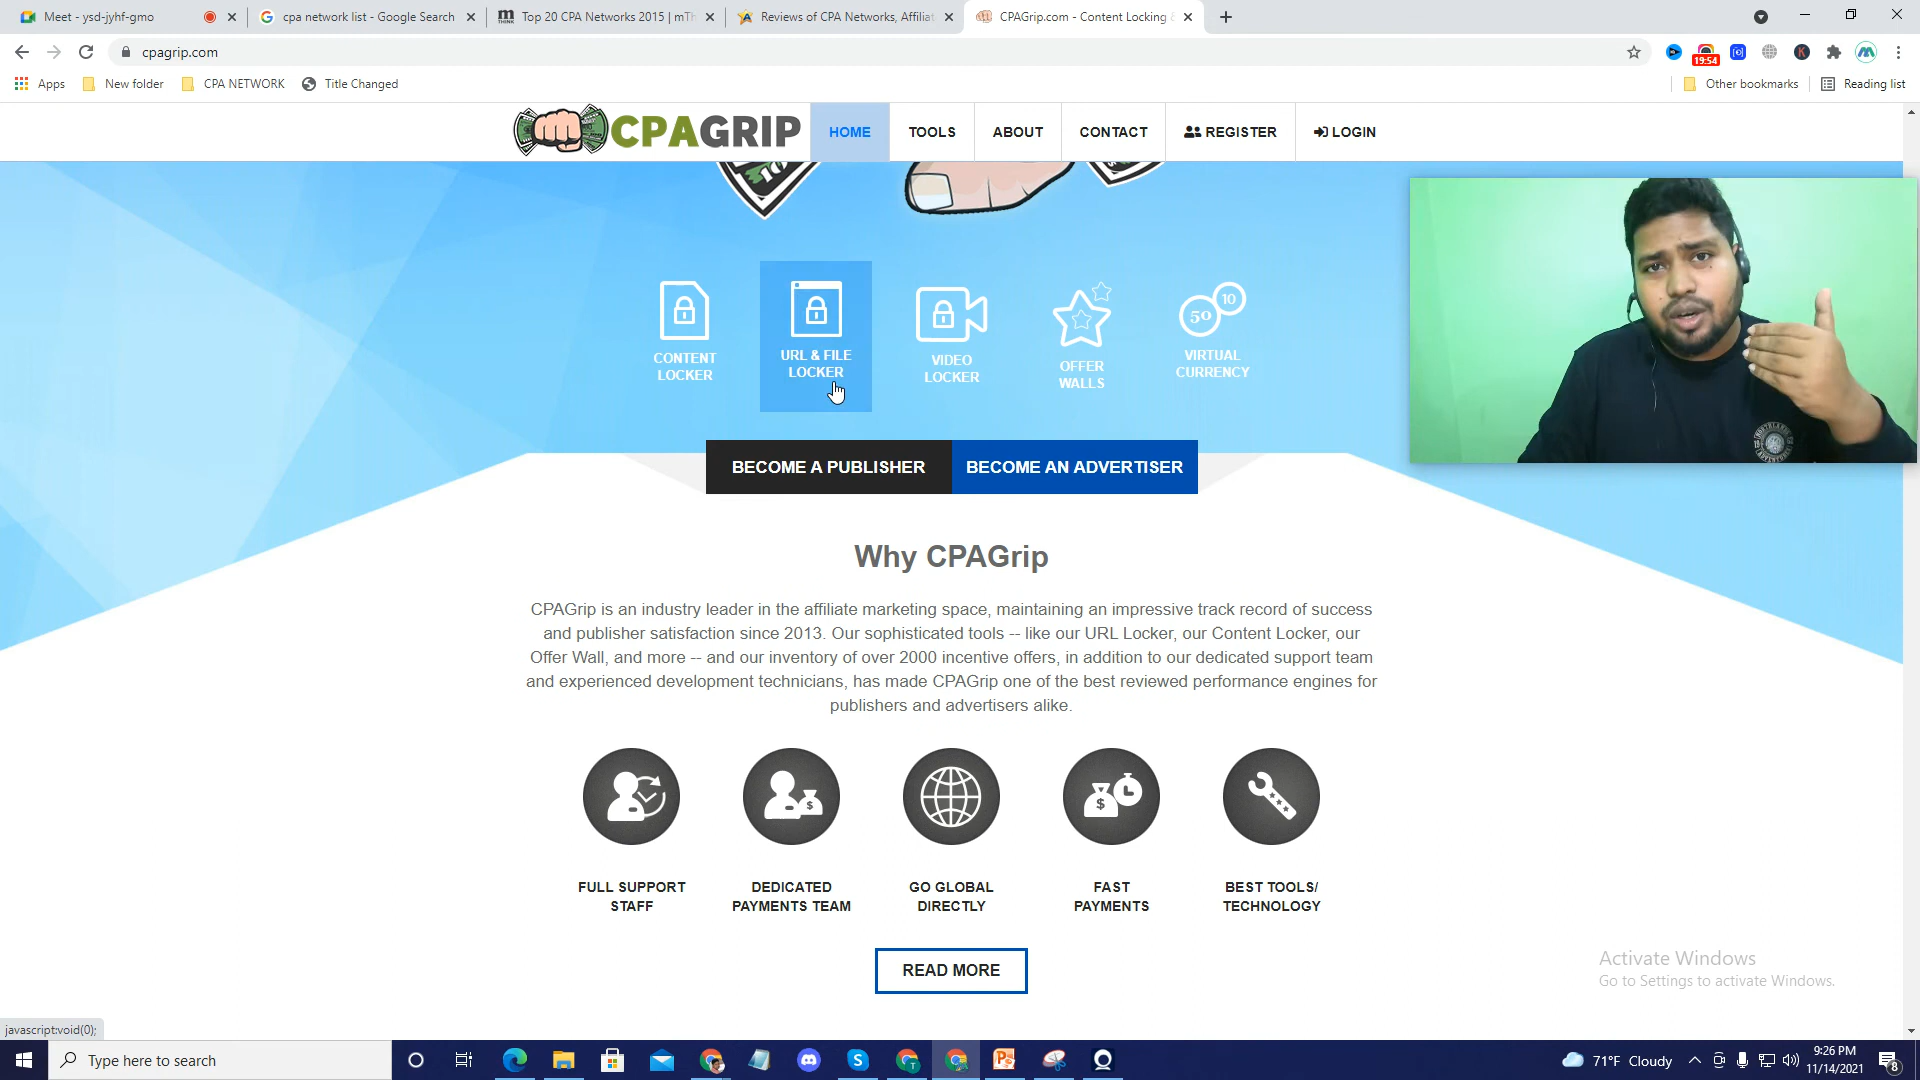 Meet - ysd-jyhf-gmo
cpa network list - Google Search
Top 20 CPA Networks 2015 | mTh
Reviews of CPA Networks, Affiliat
CPAGrip.com - Content Locking
cpagrip.com
19:54
Apps
New folder
CPA NETWORK
Title Changed
Other bookmarks
Reading list
CPAGRIP
HOME
TOOLS
ABOUT
CONTACT
REGISTER
LOGIN
CONTENT
LOCKER
URL & FILE
LOCKER
VIDEO
LOCKER
OFFER
WALLS
50
10
VIRTUAL
CURRENCY
BECOME A PUBLISHER
BECOME AN ADVERTISER
Why CPAGrip
CPAGrip is an industry leader in the affiliate marketing space, maintaining an impressive track record of success
and publisher satisfaction since 2013. Our sophisticated tools -- like our URL Locker, our Content Locker, our
Offer Wall, and more -- and our inventory of over 2000 incentive offers, in addition to our dedicated support team
and experienced development technicians, has made CPAGrip one of the best reviewed performance engines for
publishers and advertisers alike.
FULL SUPPORT
STAFF
DEDICATED
PAYMENTS TEAM
GO GLOBAL
DIRECTLY
FAST
PAYMENTS
BEST TOOLS/
TECHNOLOGY
READ MORE
Activate Windows
Go to Settings to activate Windows.
javascript:void(0);
Type here to search
71°F Cloudy
9:26 PM
11/14/2021
8